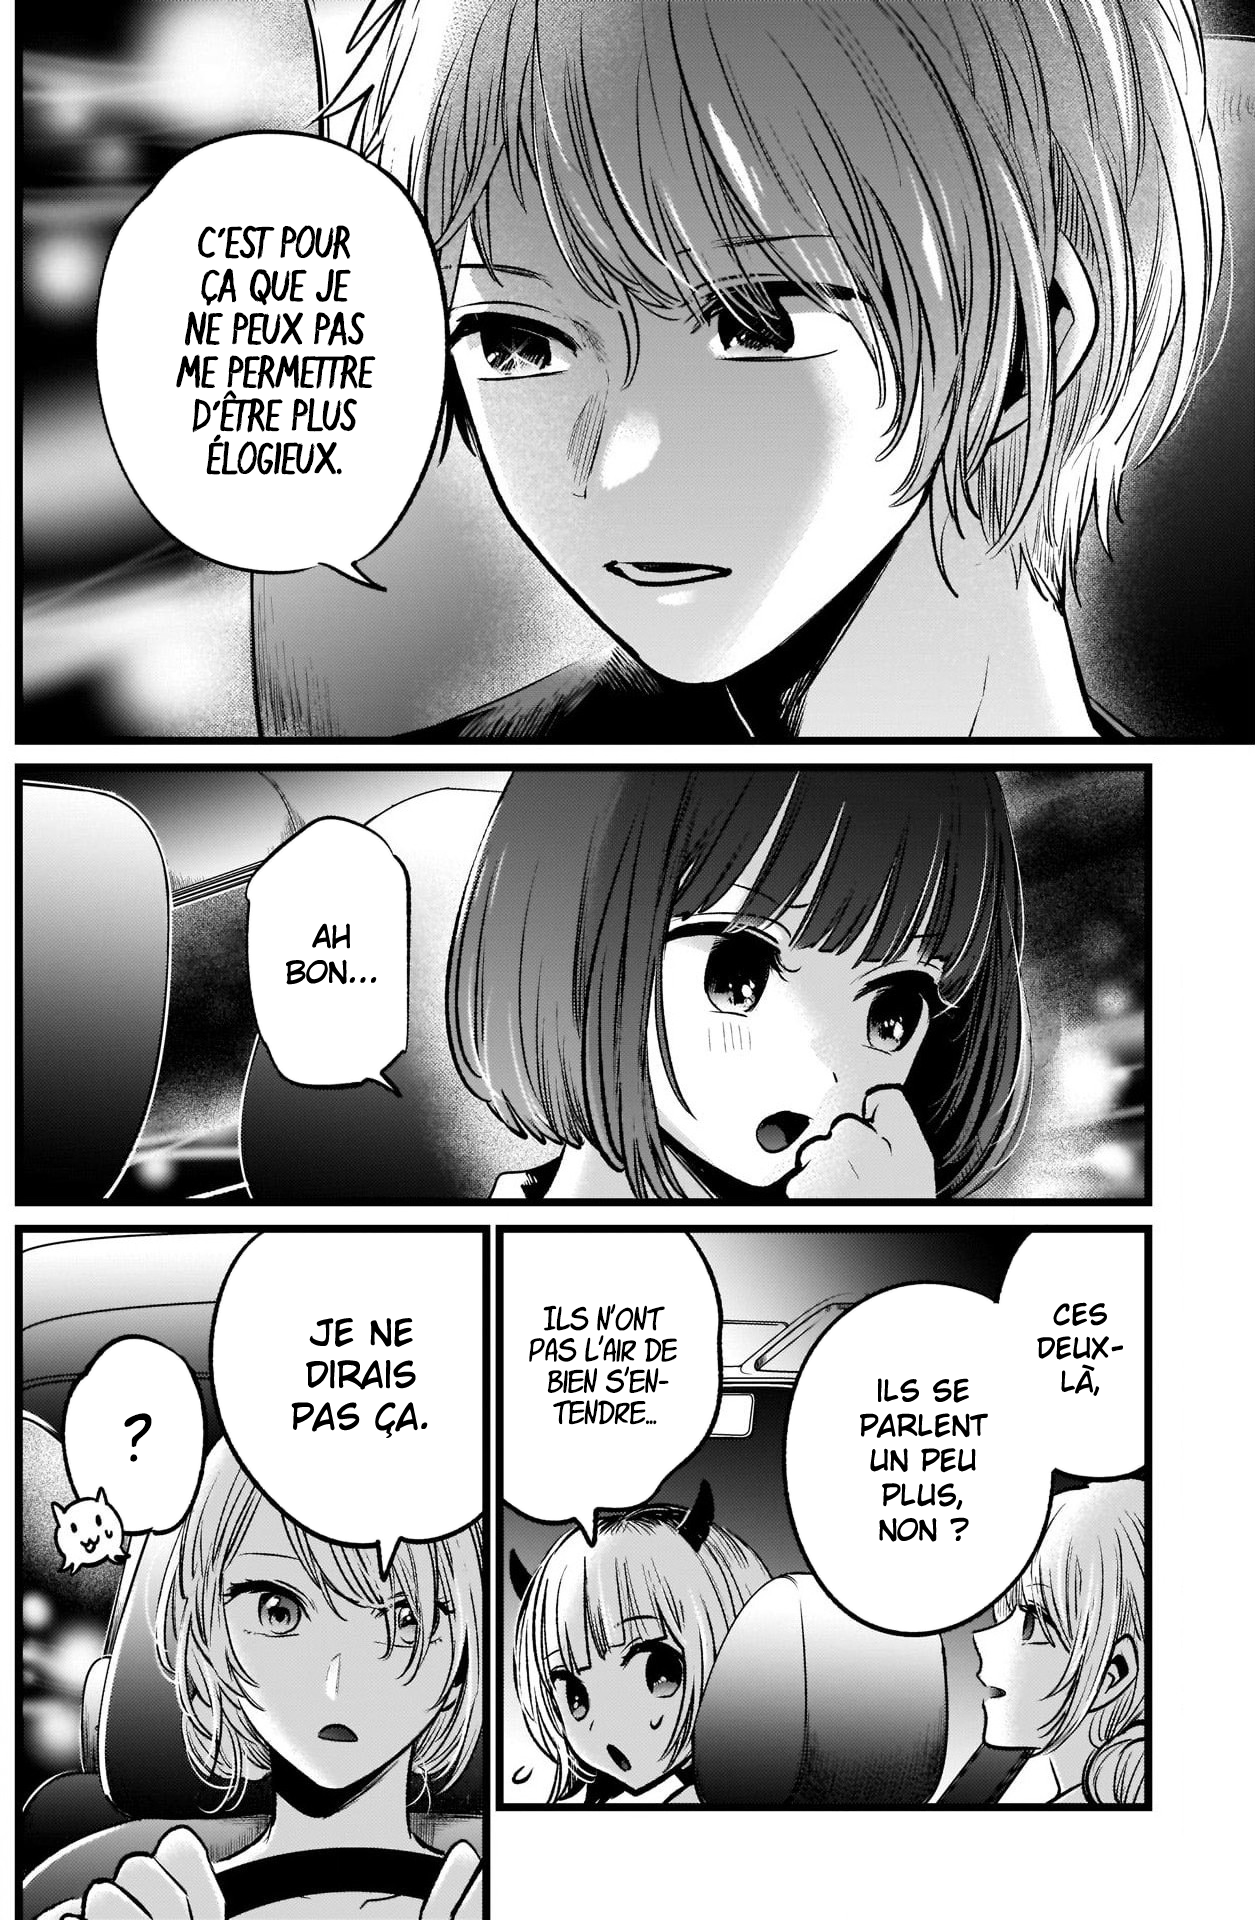 C'EST POUR
ÇA QUE JE
NE PEUX PAS
ME PERMETTRE
D'ÊTRE PLUS
ÉLOGIEUX.
AH
BON...
CES
DEUX-
LÀ,
ILS SE
PARLENT
UN PEU
PLUS,
NON ?
ILS N'ONT
PAS L'AIR DE
BIEN S'EN-
TENDRE...
JE NE
DIRAIS
PAS ÇA.
?